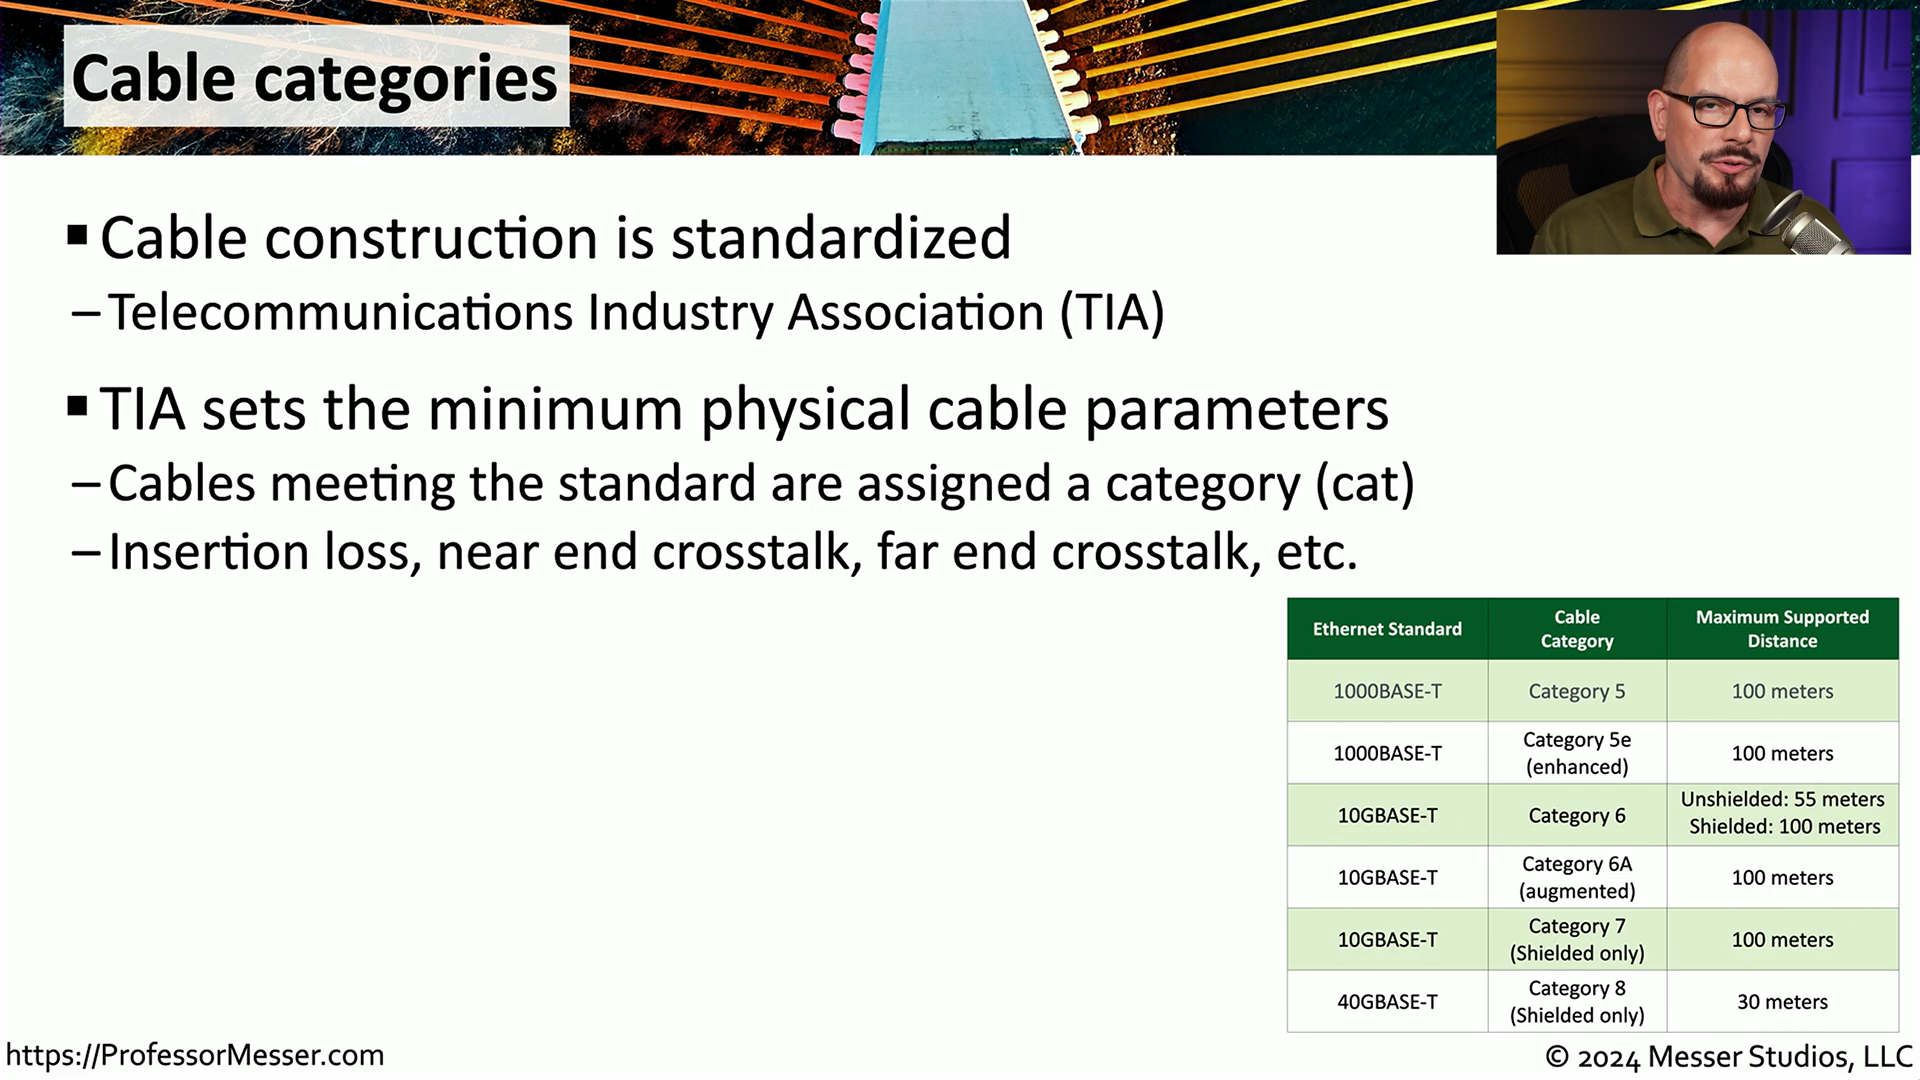 Cable categories
▪ Cable construction is standardized
– Telecommunications Industry Association (TIA)
▪ TIA sets the minimum physical cable parameters
– Cables meeting the standard are assigned a category (cat)
– Insertion loss, near end crosstalk, far end crosstalk, etc.
Ethernet Standard
Cable
Category
Maximum Supported
Distance
1000BASE-T
Category 5
100 meters
1000BASE-T
Category 5e
(enhanced)
100 meters
10GBASE-T
Category 6
Unshielded: 55 meters
Shielded: 100 meters
10GBASE-T
Category 6A
(augmented)
100 meters
10GBASE-T
Category 7
(Shielded only)
100 meters
40GBASE-T
Category 8
(Shielded only)
30 meters
https://ProfessorMesser.com
© 2024 Messer Studios, LLC